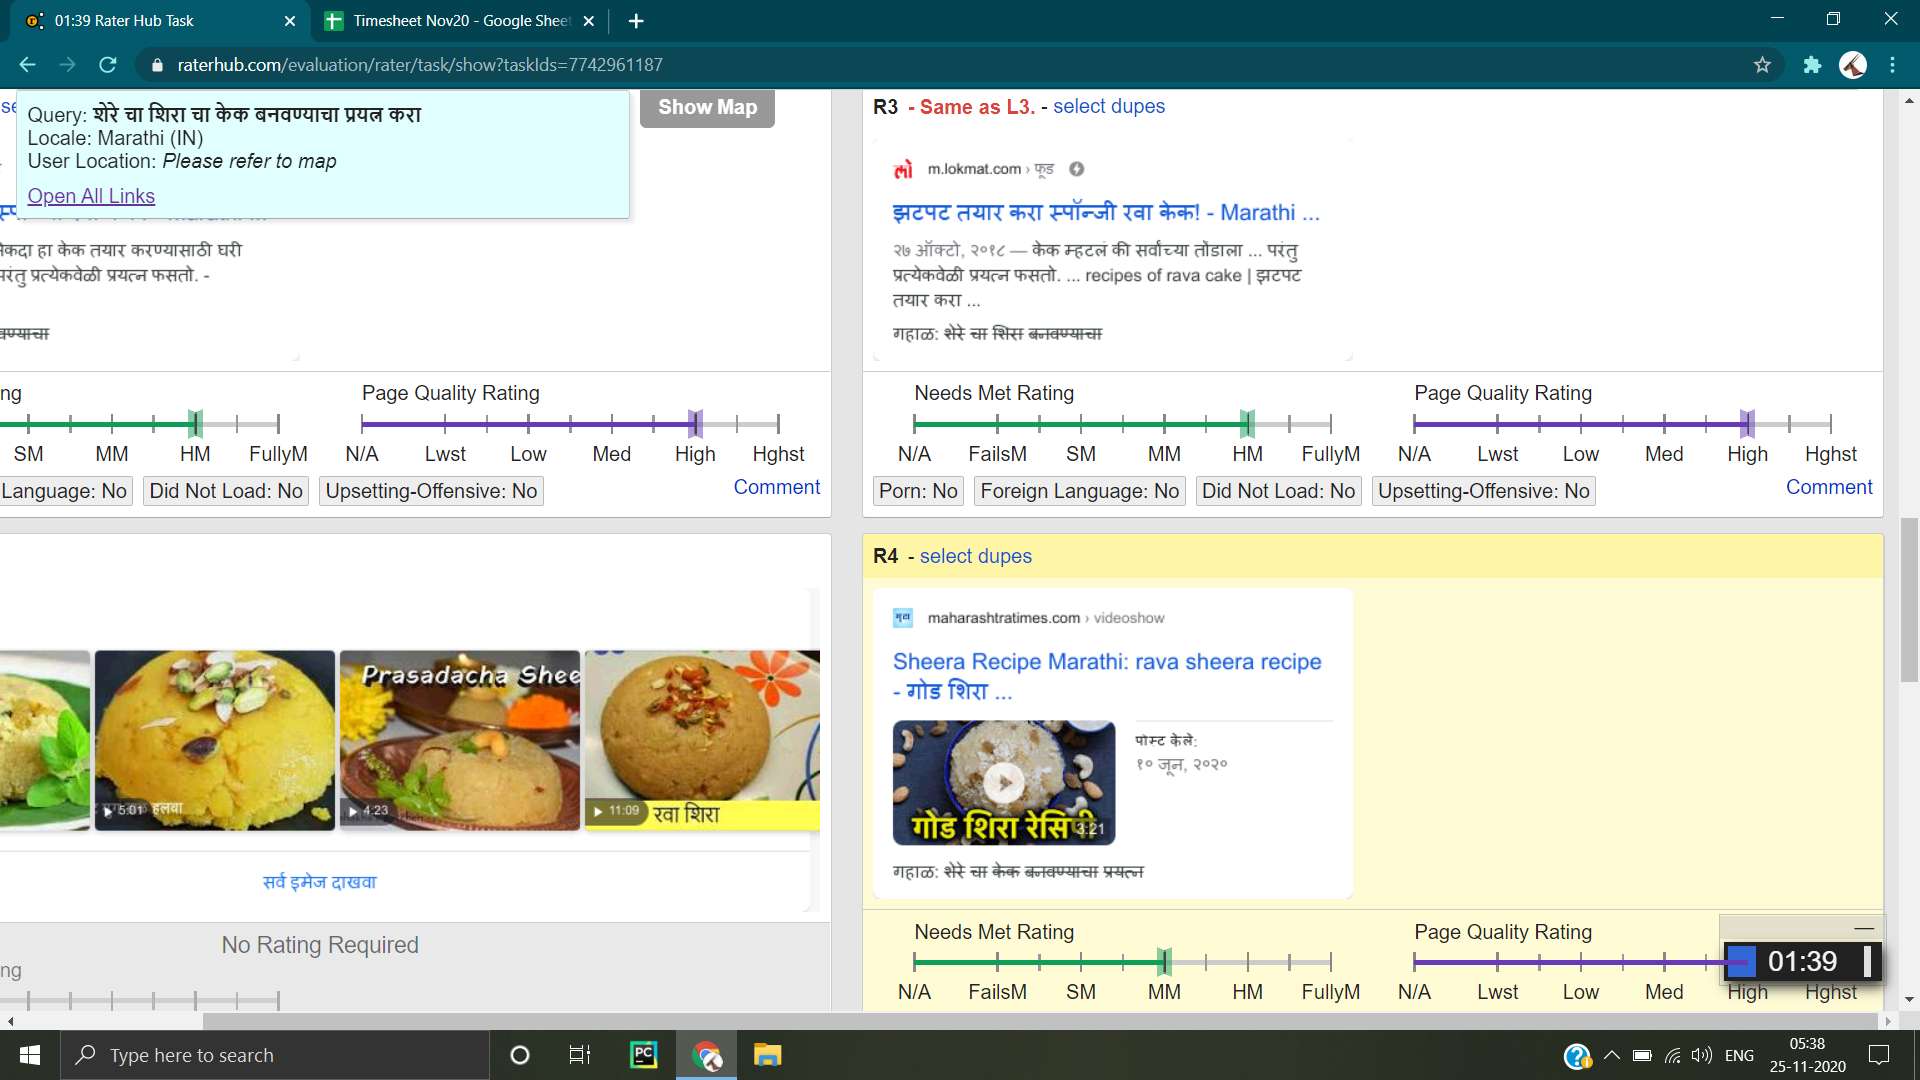 01:39 Rater Hub Task
Timesheet Nov20 - Google Sheet
raterhub.com/evaluation/rater/task/show?taskIds=7742961187
Query: शेरे चा शिरा चा केक बनवण्याचा प्रयत्न करा
Locale: Marathi (IN)
User Location: Please refer to map
Open All Links
Show Map
R3 - Same as L3. - select dupes
m.lokmat.com › फूड
झटपट तयार करा स्पॉन्जी रवा केक! - Marathi ...
२७ ऑक्टो, २०१८ — केक म्हटलं की सर्वाच्या तोंडाला ... परंतु
प्रत्येकवेळी प्रयत्न फसतो. ... recipes of rava cake | झटपट
तयार करा ...
गहाळ: शेरे चा शिरा बनवण्याचा
केदा हा केक तयार करण्यासाठी घरी
परंतु प्रत्येकवेळी प्रयत्न फसतो. -
वण्याचा
ng
SM MM HM FullyM
Page Quality Rating
N/A Lwst Low Med High Hghst
Language: No Did Not Load: No Upsetting-Offensive: No Comment
Needs Met Rating
N/A FailsM SM MM HM FullyM
Page Quality Rating
N/A Lwst Low Med High Hghst
Porn: No Foreign Language: No Did Not Load: No Upsetting-Offensive: No Comment
5:01 हलवा
Prasadacha Shee
4:23
11:09 रवा शिरा
सर्व इमेज दाखवा
No Rating Required
ng
R4 - select dupes
मटा maharashtratimes.com › videoshow
Sheera Recipe Marathi: rava sheera recipe
- गोड शिरा ...
गोड शिरा रेसिपी
3:21
पोस्ट केले:
१० जून, २०२०
गहाळ: शेरे चा केक बनवण्याचा प्रयत्न
Needs Met Rating
N/A FailsM SM MM HM FullyM
Page Quality Rating
N/A Lwst Low Med High Hghst
01:39
Type here to search
PC
ENG
05:38
25-11-2020